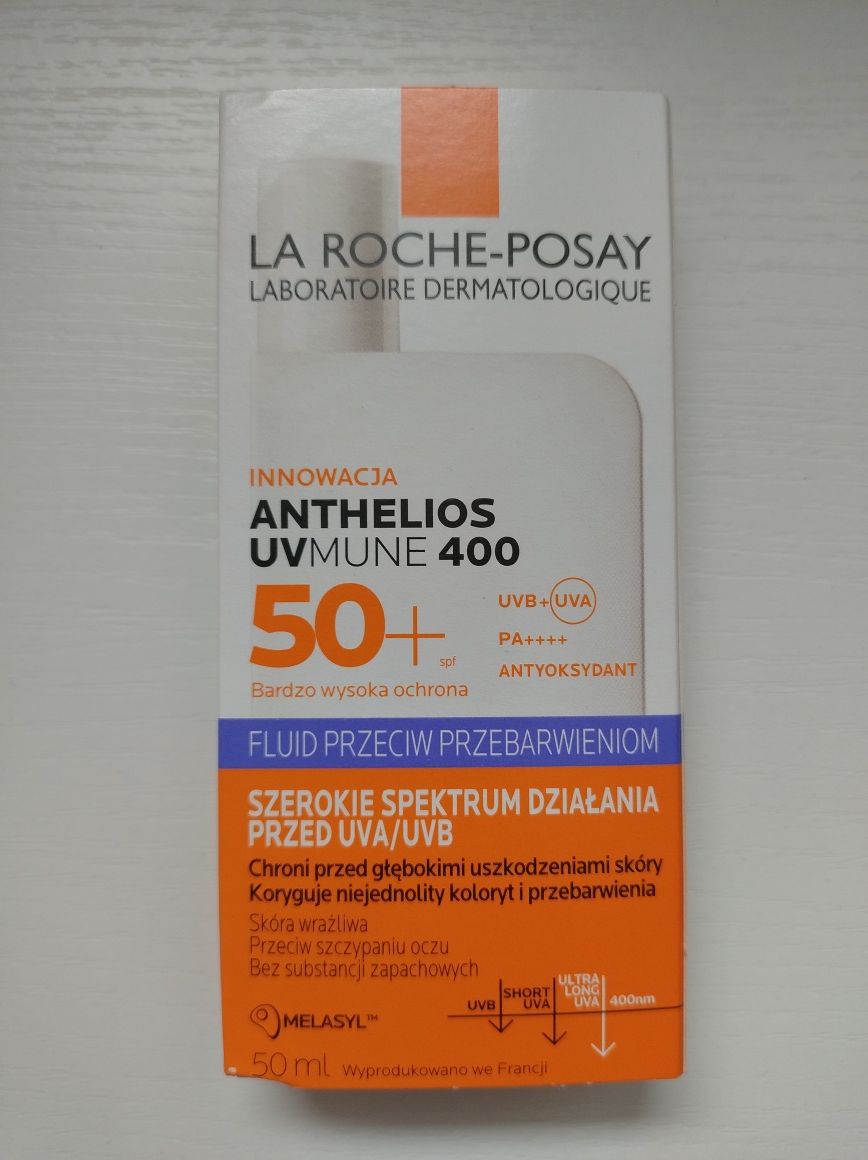 LA ROCHE-POSAY
LABORATOIRE DERMATOLOGIQUE
INNOWACJA
ANTHELIOS
UVMUNE 400
50+ spf
Bardzo wysoka ochrona
UVB+UVA
PA++++
ANTYOKSYDANT
FLUID PRZECIW PRZEBARWIENIOM
SZEROKIE SPEKTRUM DZIAŁANIA
PRZED UVA/UVB
Chroni przed głębokimi uszkodzeniami skóry
Koryguje niejednolity koloryt i przebarwienia
Skóra wrażliwa
Przeciw szczypaniu oczu
Bez substancji zapachowych
MELASYL™
UVB
SHORT
UVA
ULTRA
LONG
UVA
400nm
50 ml Wyprodukowano we Francji